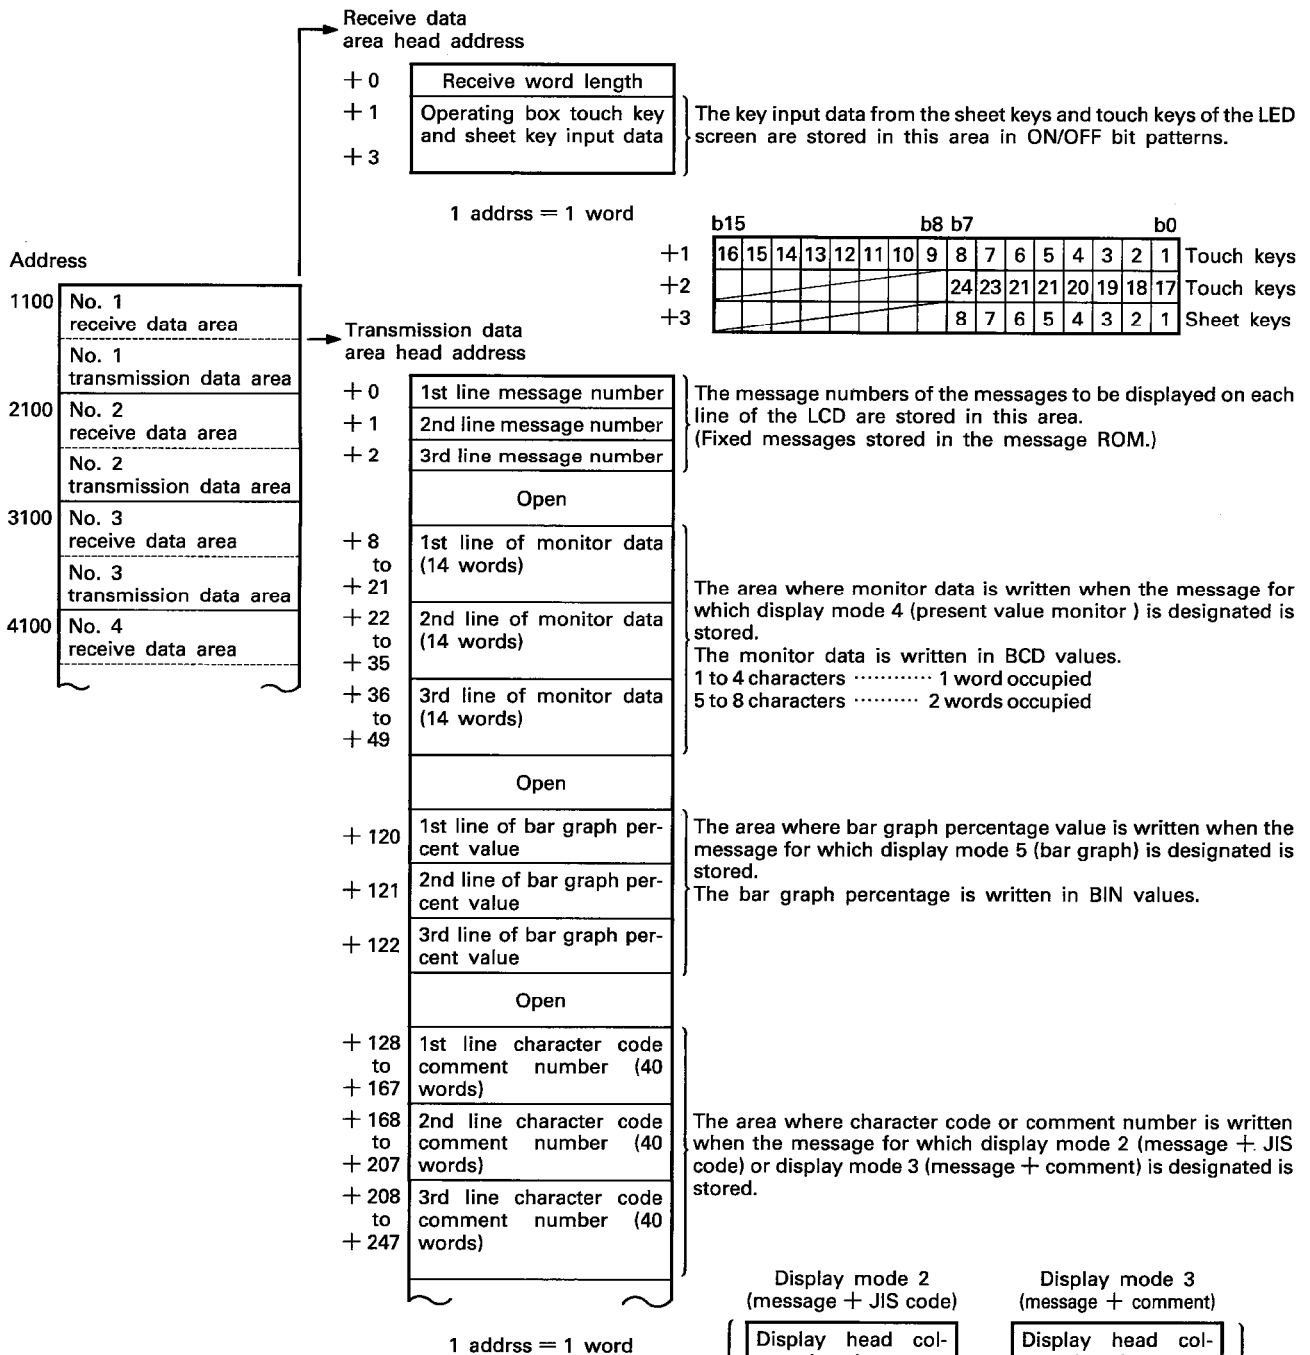 Receive data
area head address
+ 0
Receive word length
+ 1
Operating box touch key
and sheet key input data
+ 3
The key input data from the sheet keys and touch keys of the LED
screen are stored in this area in ON/OFF bit patterns.
1 addrss = 1 word
b15 b8 b7 b0
+1 16 15 14 13 12 11 10 9 8 7 6 5 4 3 2 1 Touch keys
+2 24 23 21 21 20 19 18 17 Touch keys
+3 8 7 6 5 4 3 2 1 Sheet keys
Address
1100 No. 1
receive data area
No. 1
transmission data area
2100 No. 2
receive data area
No. 2
transmission data area
3100 No. 3
receive data area
No. 3
transmission data area
4100 No. 4
receive data area
Transmission data
area head address
+ 0 1st line message number
+ 1 2nd line message number
+ 2 3rd line message number
The message numbers of the messages to be displayed on each
line of the LCD are stored in this area.
(Fixed messages stored in the message ROM.)
Open
+ 8 1st line of monitor data
to (14 words)
+ 21
+ 22 2nd line of monitor data
to (14 words)
+ 35
+ 36 3rd line of monitor data
to (14 words)
+ 49
The area where monitor data is written when the message for
which display mode 4 (present value monitor ) is designated is
stored.
The monitor data is written in BCD values.
1 to 4 characters ············ 1 word occupied
5 to 8 characters ·········· 2 words occupied
Open
+ 120 1st line of bar graph per-
cent value
+ 121 2nd line of bar graph per-
cent value
+ 122 3rd line of bar graph per-
cent value
The area where bar graph percentage value is written when the
message for which display mode 5 (bar graph) is designated is
stored.
The bar graph percentage is written in BIN values.
Open
+ 128 1st line character code
to comment number (40
+ 167 words)
+ 168 2nd line character code
to comment number (40
+ 207 words)
+ 208 3rd line character code
to comment number (40
+ 247 words)
The area where character code or comment number is written
when the message for which display mode 2 (message + JIS
code) or display mode 3 (message + comment) is designated is
stored.
1 addrss = 1 word
Display mode 2
(message + JIS code)
Display head col-
Display mode 3
(message + comment)
Display head col-